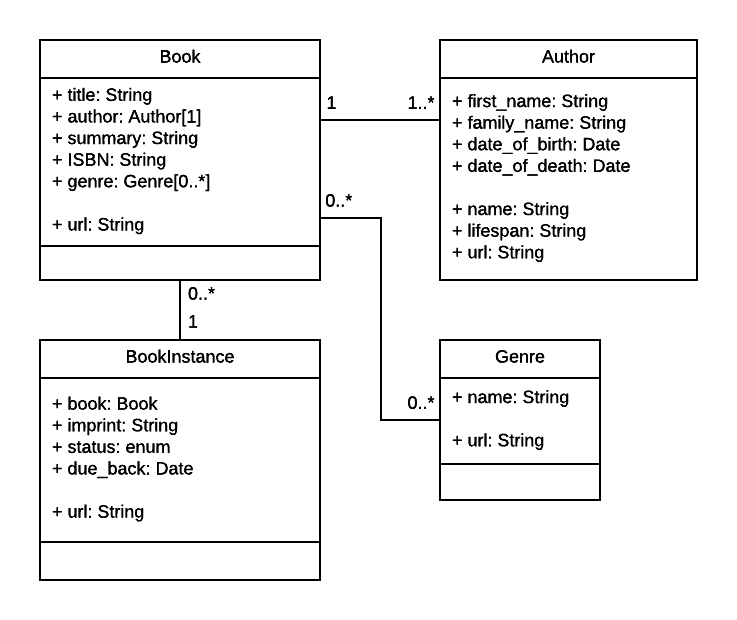 Book
+ title: String
+ author: Author[1]
+ summary: String
+ ISBN: String
+ genre: Genre[0..*]
+ url: String
1
1..*
Author
+ first_name: String
+ family_name: String
+ date_of_birth: Date
+ date_of_death: Date
+ name: String
+ lifespan: String
+ url: String
0..*
0..*
1
BookInstance
+ book: Book
+ imprint: String
+ status: enum
+ due_back: Date
+ url: String
0..*
Genre
+ name: String
+ url: String